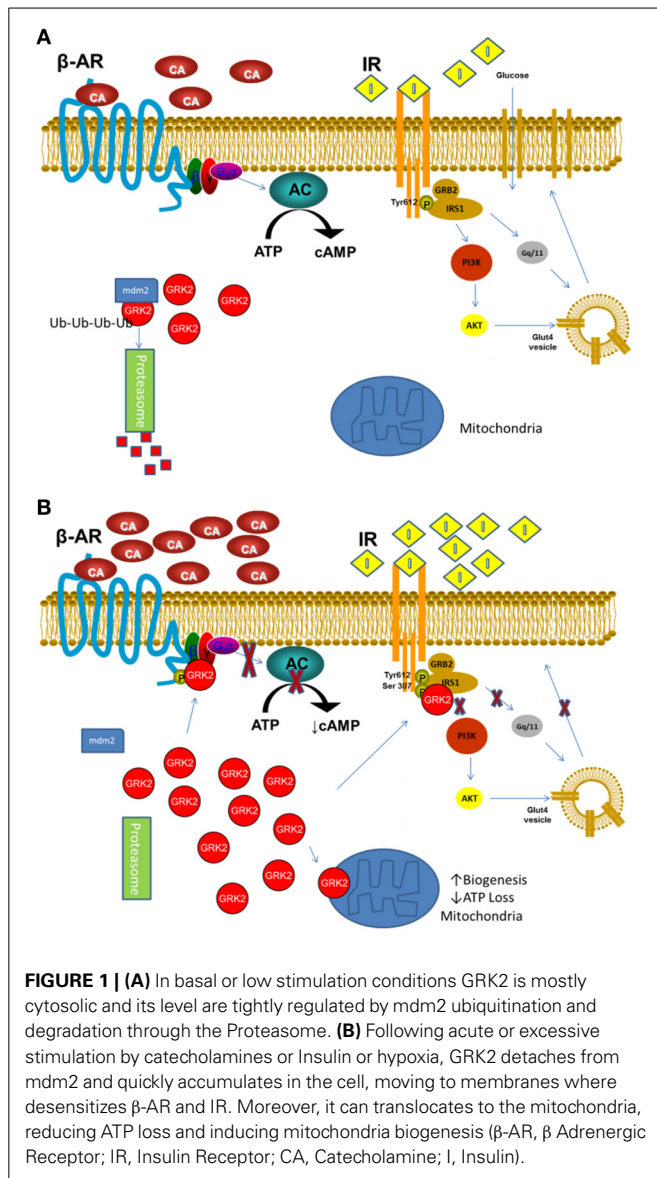 A
β-AR
IR
CA
CA
CA
CA
I
I
I
I
Glucose
β
γ
Gsα
AC
ATP
cAMP
Tyr612
P
GRB2
IRS1
PI3K
Gq/11
AKT
Glut4
vesicle
mdm2
GRK2
GRK2
GRK2
GRK2
Ub-Ub-Ub-Ub
Proteasome
Mitochondria
B
β-AR
IR
CA
CA
CA
CA
CA
CA
CA
CA
CA
CA
I
I
I
I
I
I
I
I
P
GRK2
AC
ATP
↓cAMP
Tyr612
Ser 307
P
P
GRB2
IRS1
GRK2
PI3K
Gq/11
AKT
Glut4
vesicle
mdm2
Proteasome
GRK2
GRK2
GRK2
GRK2
GRK2
GRK2
GRK2
GRK2
GRK2
GRK2
GRK2
GRK2
↑Biogenesis
↓ATP Loss
Mitochondria
FIGURE 1 | (A) In basal or low stimulation conditions GRK2 is mostly
cytosolic and its level are tightly regulated by mdm2 ubiquitination and
degradation through the Proteasome. (B) Following acute or excessive
stimulation by catecholamines or Insulin or hypoxia, GRK2 detaches from
mdm2 and quickly accumulates in the cell, moving to membranes where
desensitizes β-AR and IR. Moreover, it can translocates to the mitochondria,
reducing ATP loss and inducing mitochondria biogenesis (β-AR, β Adrenergic
Receptor; IR, Insulin Receptor; CA, Catecholamine; I, Insulin).